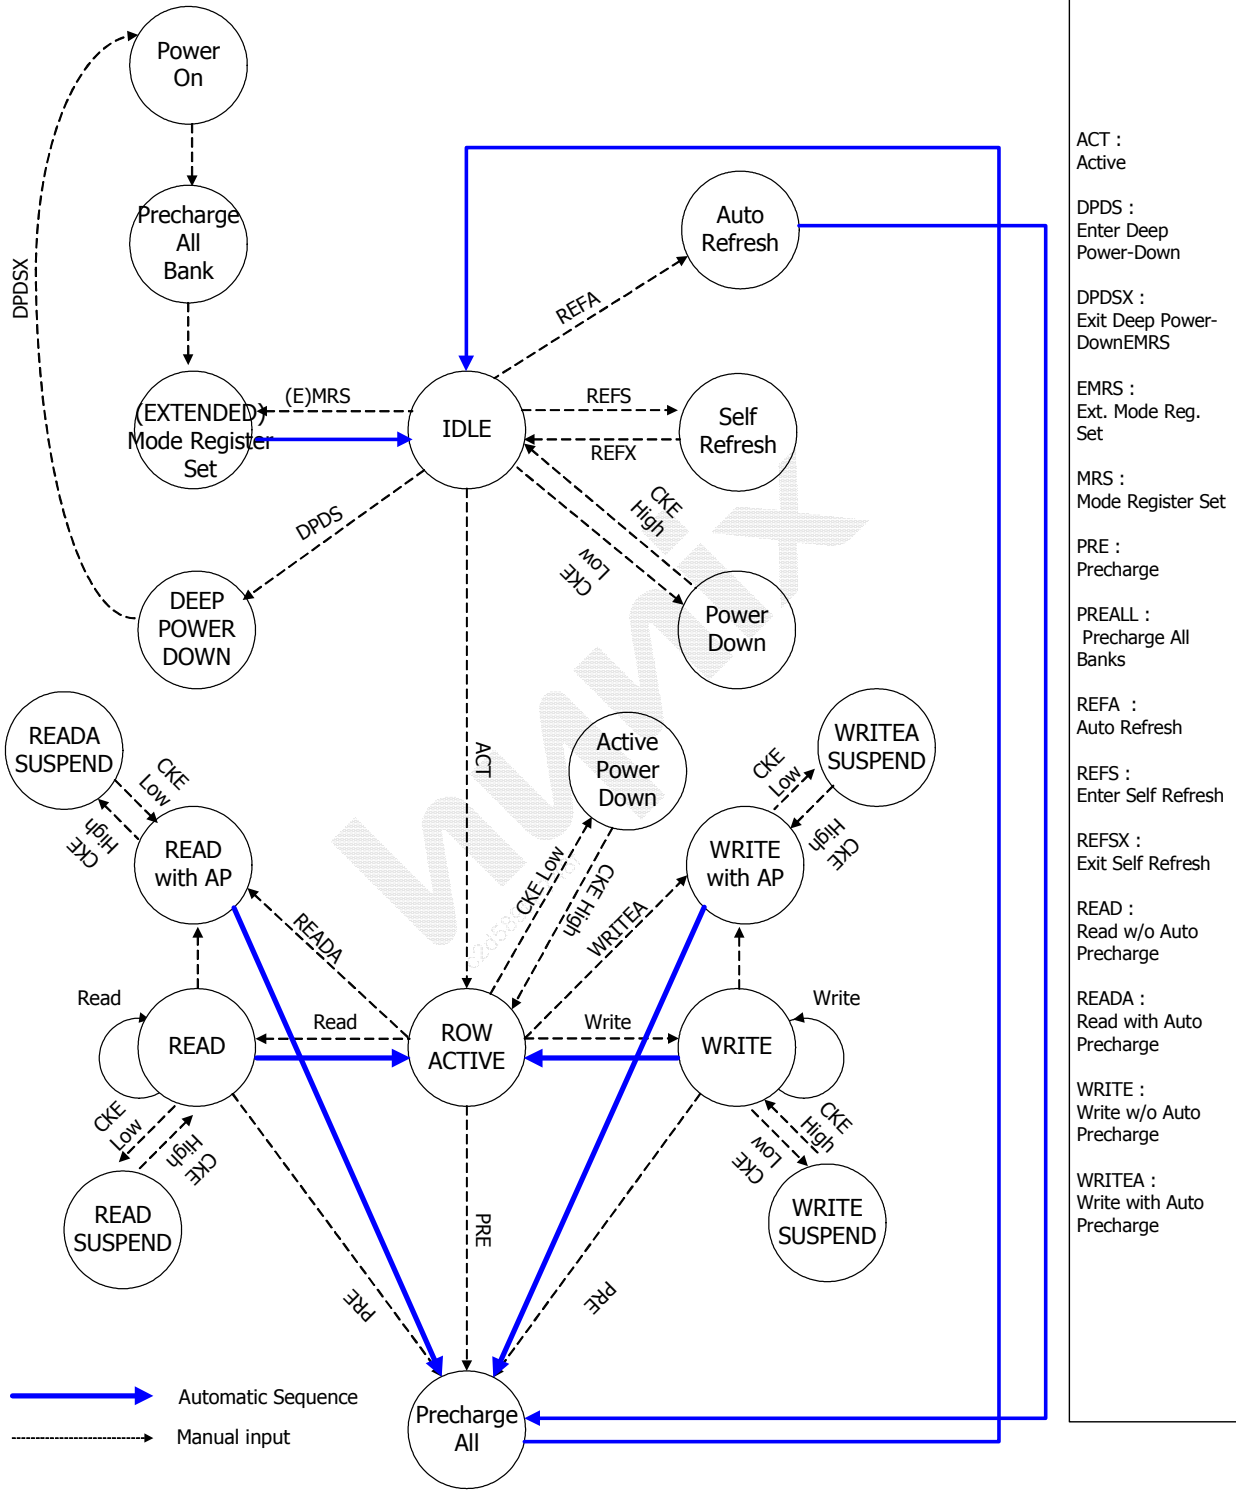 Power
On
Precharge
All
Bank
DPDSX
Auto
Refresh
REFA
(EXTENDED)
Mode Register
Set
(E)MRS
IDLE
REFS
REFX
Self
Refresh
DPDS
CKE
High
CKE
Low
DEEP
POWER
DOWN
Power
Down
READA
SUSPEND
CKE
Low
CKE
High
ACT
Active
Power
Down
WRITEA
SUSPEND
CKE
Low
CKE
High
READ
with AP
WRITE
with AP
READA
CKE Low
CKE High
WRITEA
Read
READ
Read
ROW
ACTIVE
Write
WRITE
Write
CKE
Low
CKE
High
CKE
High
CKE
Low
READ
SUSPEND
WRITE
SUSPEND
PRE
PRE
PRE
Precharge
All
Automatic Sequence
Manual input
ACT :
Active
DPDS :
Enter Deep
Power-Down
DPDSX :
Exit Deep Power-
DownEMRS
EMRS :
Ext. Mode Reg.
Set
MRS :
Mode Register Set
PRE :
Precharge
PREALL :
Precharge All
Banks
REFA :
Auto Refresh
REFS :
Enter Self Refresh
REFSX :
Exit Self Refresh
READ :
Read w/o Auto
Precharge
READA :
Read with Auto
Precharge
WRITE :
Write w/o Auto
Precharge
WRITEA :
Write with Auto
Precharge
hynix